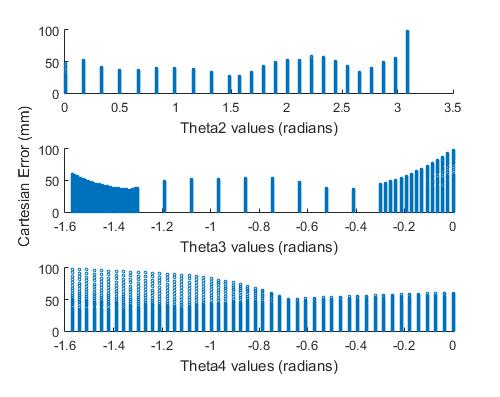 100
50
0
0 0.5 1 1.5 2 2.5 3 3.5
Theta2 values (radians)
Cartesian Error (mm)
100
50
0
-1.6 -1.4 -1.2 -1 -0.8 -0.6 -0.4 -0.2 0
Theta3 values (radians)
100
50
0
-1.6 -1.4 -1.2 -1 -0.8 -0.6 -0.4 -0.2 0
Theta4 values (radians)